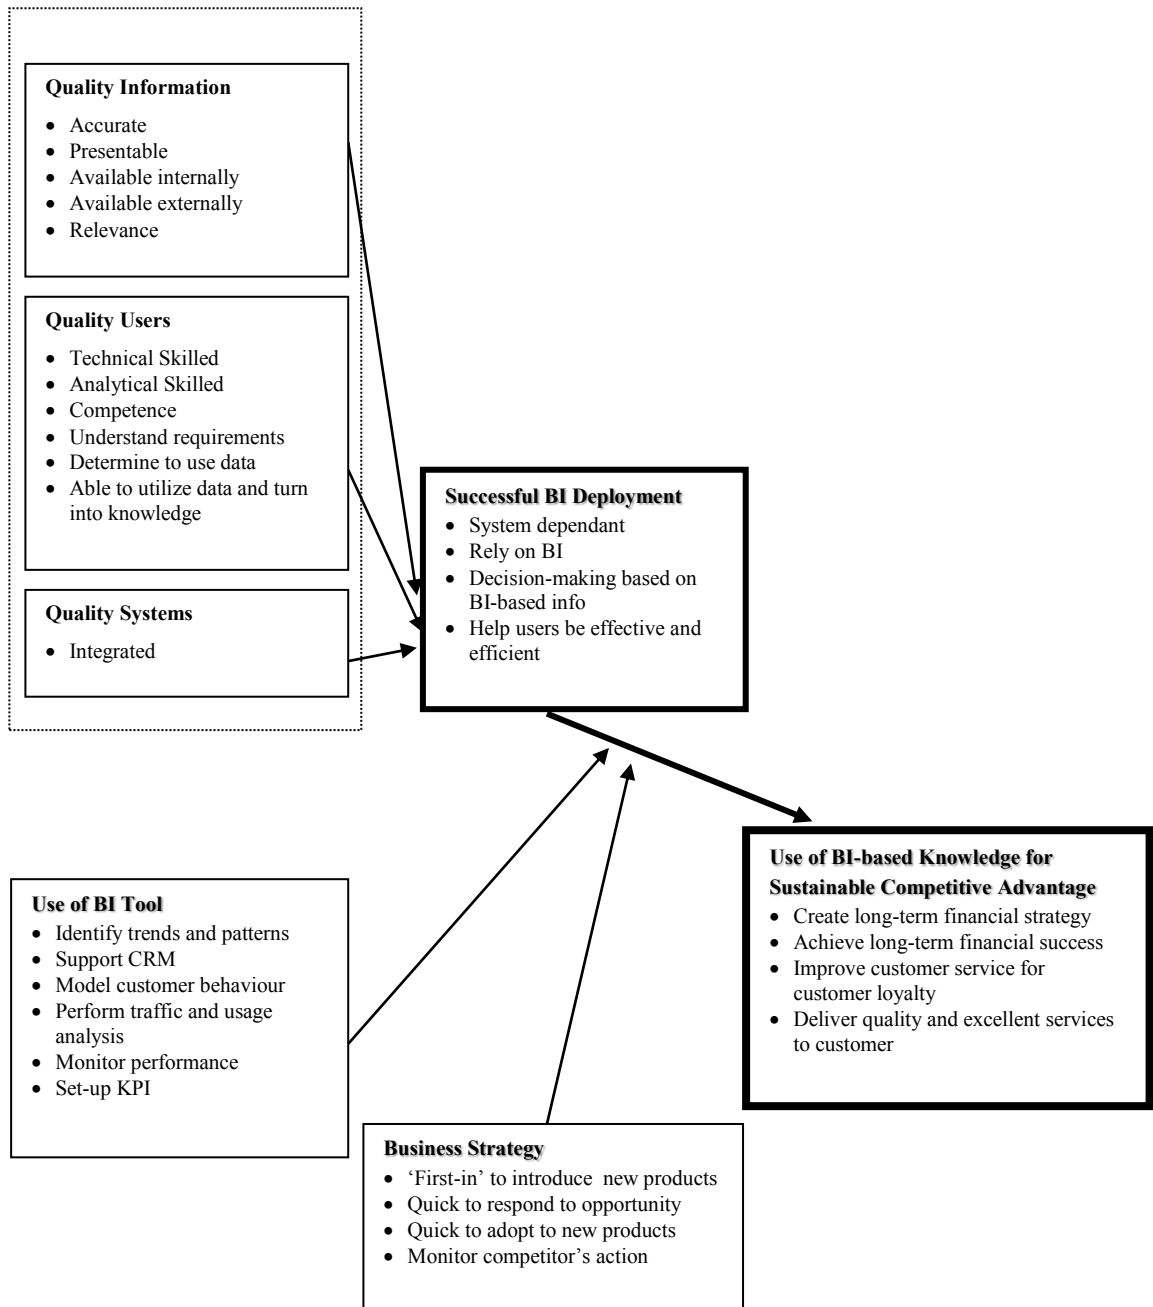 Quality Information
• Accurate
• Presentable
• Available internally
• Available externally
• Relevance
Quality Users
• Technical Skilled
• Analytical Skilled
• Competence
• Understand requirements
• Determine to use data
• Able to utilize data and turn
into knowledge
Quality Systems
• Integrated
Successful BI Deployment
• System dependant
• Rely on BI
• Decision-making based on
BI-based info
• Help users be effective and
efficient
Use of BI-based Knowledge for
Sustainable Competitive Advantage
• Create long-term financial strategy
• Achieve long-term financial success
• Improve customer service for
customer loyalty
• Deliver quality and excellent services
to customer
Use of BI Tool
• Identify trends and patterns
• Support CRM
• Model customer behaviour
• Perform traffic and usage
analysis
• Monitor performance
• Set-up KPI
Business Strategy
• ‘First-in’ to introduce  new products
• Quick to respond to opportunity
• Quick to adopt to new products
• Monitor competitor’s action